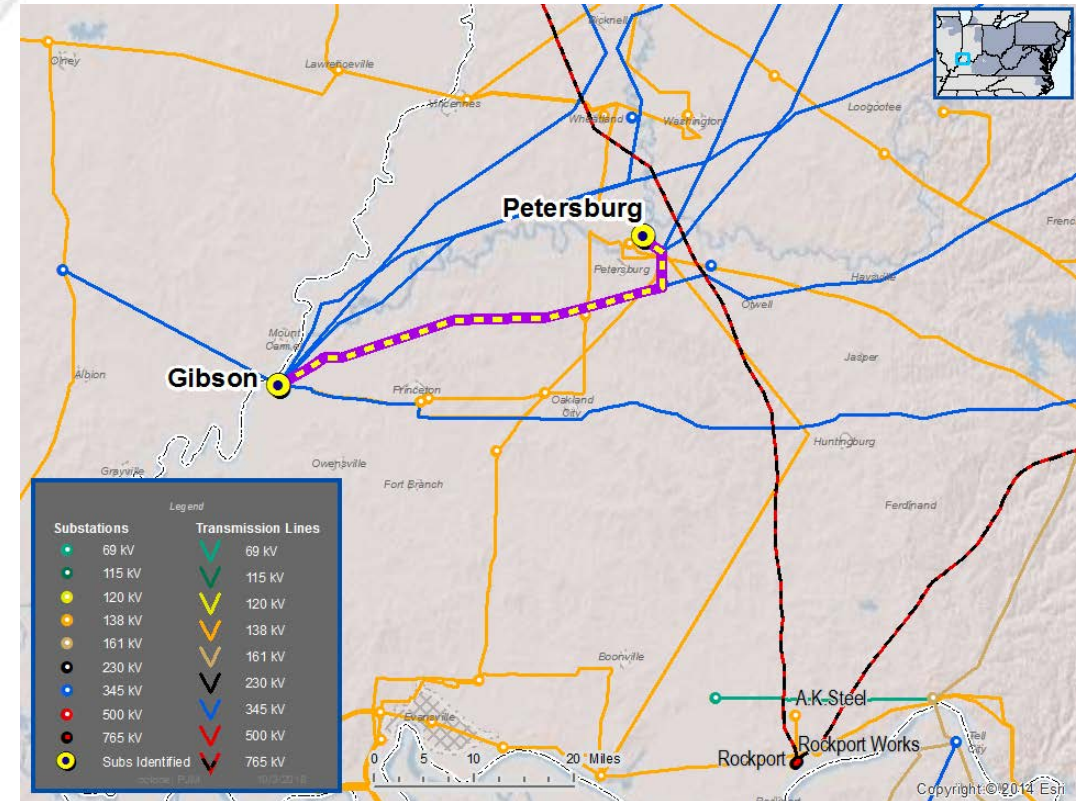 Bicknell
Olney
Lawrenceville
Vincennes
Wheatland
Washington
Loogootee
Petersburg
Petersburg
Haysville
Otwell
Mount
Carmel
Jasper
Gibson
Albion
Princeton
Oakland
City
Huntingburg
Grayville
Owensville
Fort Branch
Ferdinand
Legend
Substations Transmission Lines
69 kV 69 kV
115 kV 115 kV
120 kV 120 kV
138 kV 138 kV
161 kV 161 kV
230 kV 230 kV
345 kV 345 kV
500 kV 500 kV
765 kV 765 kV
Subs Identified
Boonville
Evansville
A.K Steel
Rockport Works
Rockport
Tell
City
0 5 10 20 Miles
Copyright:© 2014 Esri